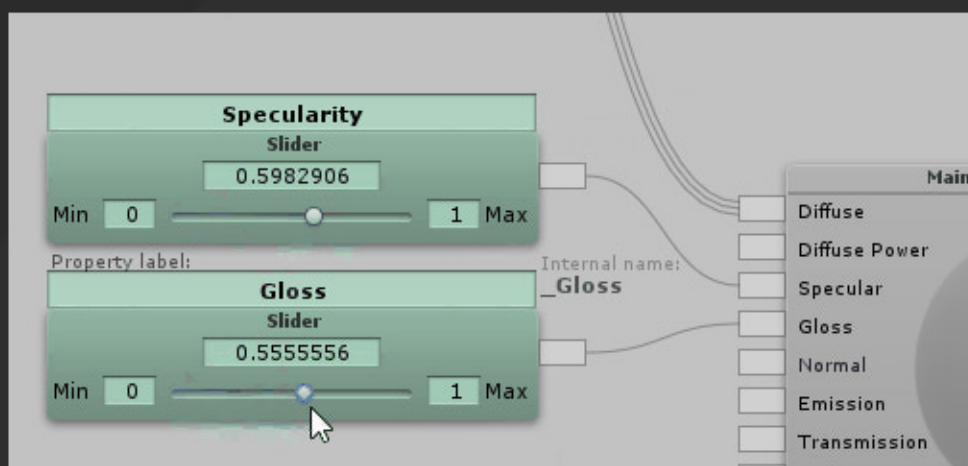 Specularity
Slider
0.5982906
Min 0 1 Max
Property label:
Internal name:
Gloss
_Gloss
Slider
0.5555556
Min 0 1 Max
Main
Diffuse
Diffuse Power
Specular
Gloss
Normal
Emission
Transmission